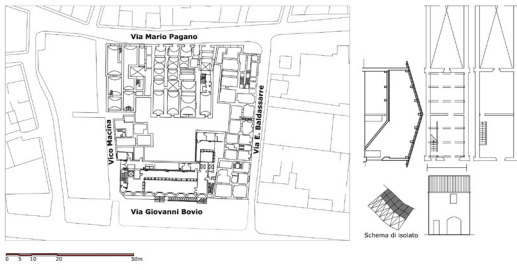 Via Mario Pagano
Vico Macina
Via E. Baldassarre
Via Giovanni Bovio
Schema di isolato
0 5 10 20 50m